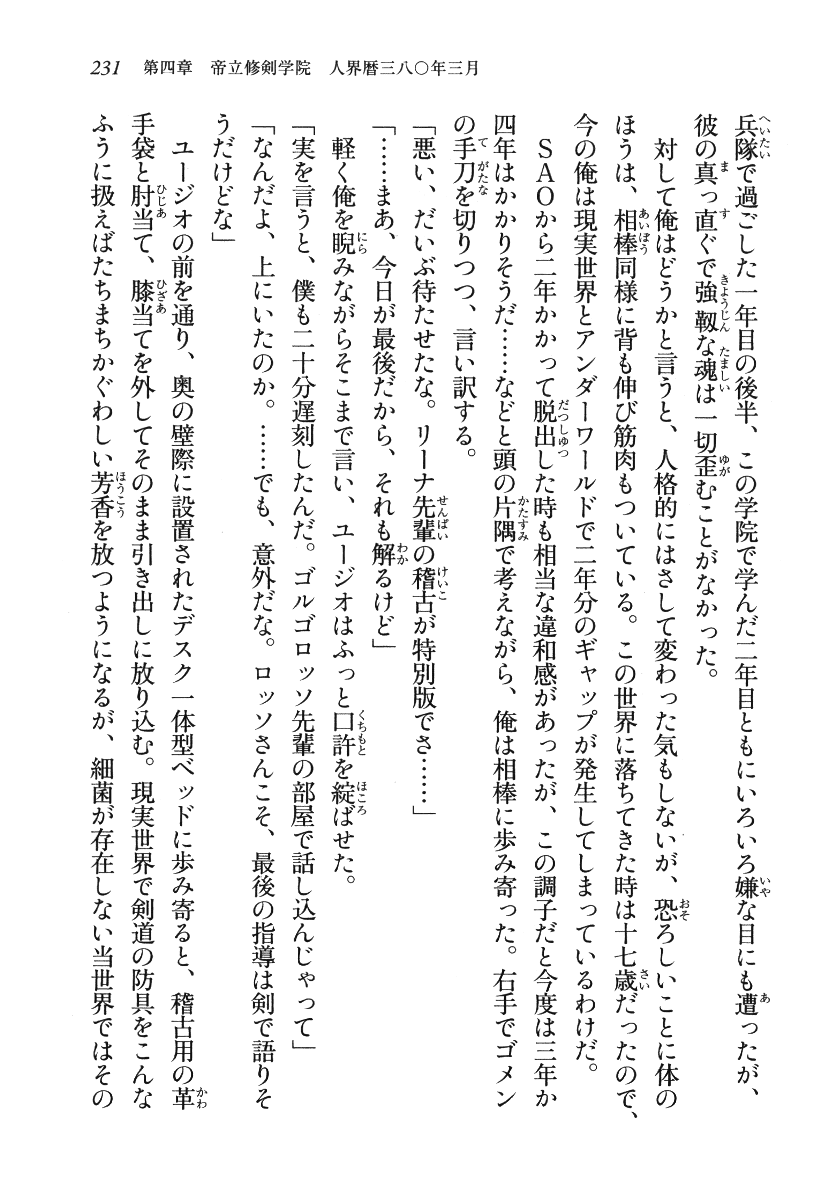 231　第四章　帝立修剣学院　人界暦三八〇年三月
兵隊で過ごした一年目の後半、この学院で学んだ二年目ともにいろいろ嫌な目にも遭ったが、
彼の真っ直ぐで強靱な魂は一切歪むことがなかった。
　対して俺はどうかと言うと、人格的にはさして変わった気もしないが、恐ろしいことに体の
ほうは、相棒同様に背も伸び筋肉もついている。この世界に落ちてきた時は十七歳だったので、
今の俺は現実世界とアンダーワールドで二年分のギャップが発生してしまっているわけだ。
　ＳＡＯから二年かかって脱出した時も相当な違和感があったが、この調子だと今度は三年か
四年はかかりそうだ……などと頭の片隅で考えながら、俺は相棒に歩み寄った。右手でゴメン
の手刀を切りつつ、言い訳する。
「悪い、だいぶ待たせたな。リーナ先輩の稽古が特別版でさ……」
「……まあ、今日が最後だから、それも解るけど」
　軽く俺を睨みながらそこまで言い、ユージオはふっと口許を綻ばせた。
「実を言うと、僕も二十分遅刻したんだ。ゴルゴロッソ先輩の部屋で話し込んじゃって」
「なんだよ、上にいたのか。……でも、意外だな。ロッソさんこそ、最後の指導は剣で語りそ
うだけどな」
　ユージオの前を通り、奥の壁際に設置されたデスク一体型ベッドに歩み寄ると、稽古用の革
手袋と肘当て、膝当てを外してそのまま引き出しに放り込む。現実世界で剣道の防具をこんな
ふうに扱えばたちまちかぐわしい芳香を放つようになるが、細菌が存在しない当世界ではその